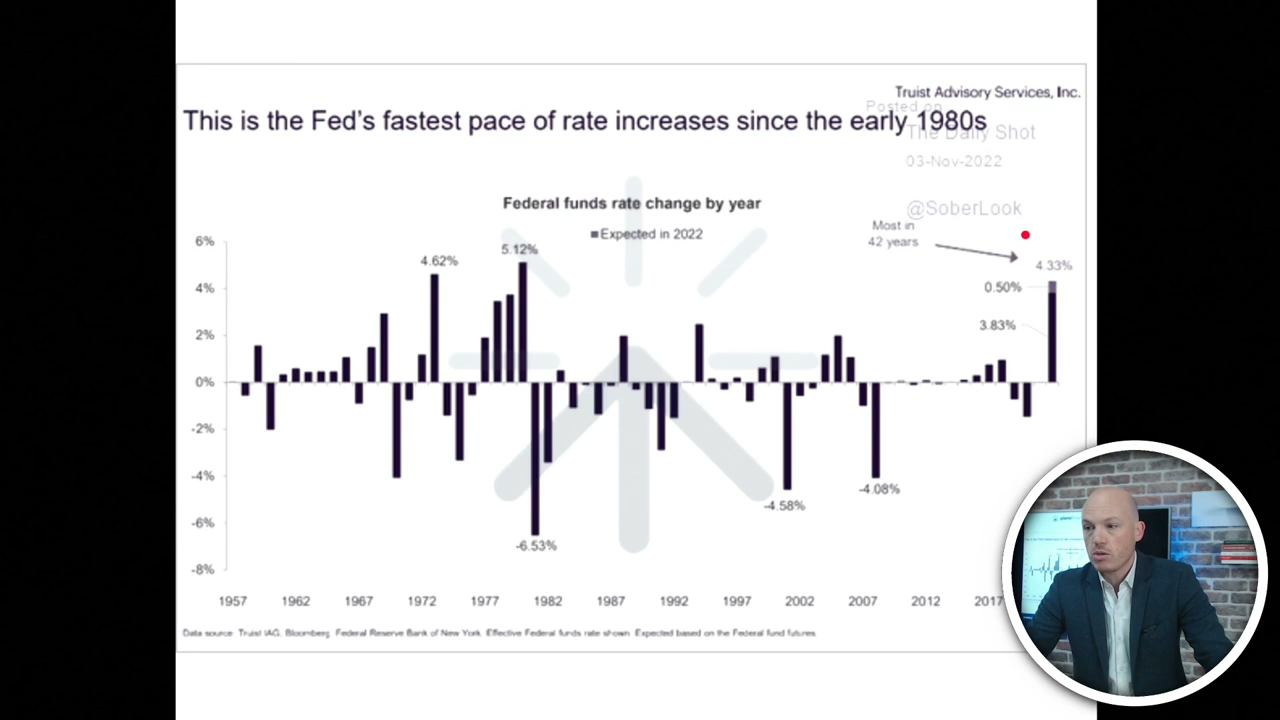 Truist Advisory Services, Inc.
Posted on
This is the Fed's fastest pace of rate increases since the early 1980s
The Daily Shot
03-Nov-2022
@SoberLook
Federal funds rate change by year
Expected in 2022
Most in
42 years
6%
4%
2%
0%
-2%
-4%
-6%
-8%
4.62%
5.12%
-6.53%
-4.58%
-4.08%
4.33%
0.50%
3.83%
1957 1962 1967 1972 1977 1982 1987 1992 1997 2002 2007 2012 2017
Data source: Truist IAG, Bloomberg, Federal Reserve Bank of New York. Effective Federal funds rate shown. Expected based on the Federal fund futures.